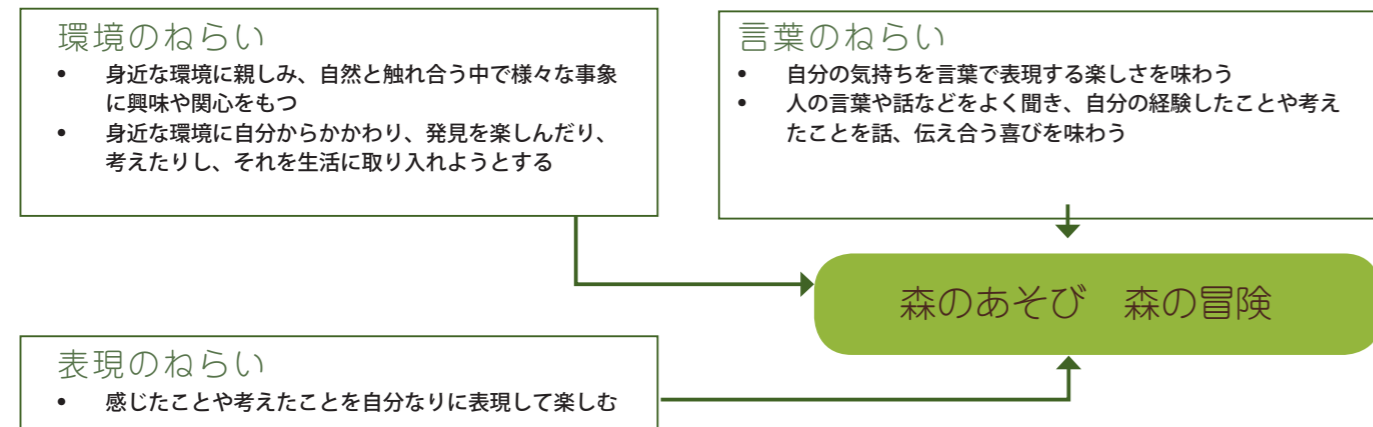 環境のねらい
• 身近な環境に親しみ、自然と触れ合う中で様々な事象
に興味や関心をもつ
• 身近な環境に自分からかかわり、発見を楽しんだり、
考えたりし、それを生活に取り入れようとする
言葉のねらい
• 自分の気持ちを言葉で表現する楽しさを味わう
• 人の言葉や話などをよく聞き、自分の経験したことや考え
たことを話、伝え合う喜びを味わう
森のあそび　森の冒険
表現のねらい
• 感じたことや考えたことを自分なりに表現して楽しむ